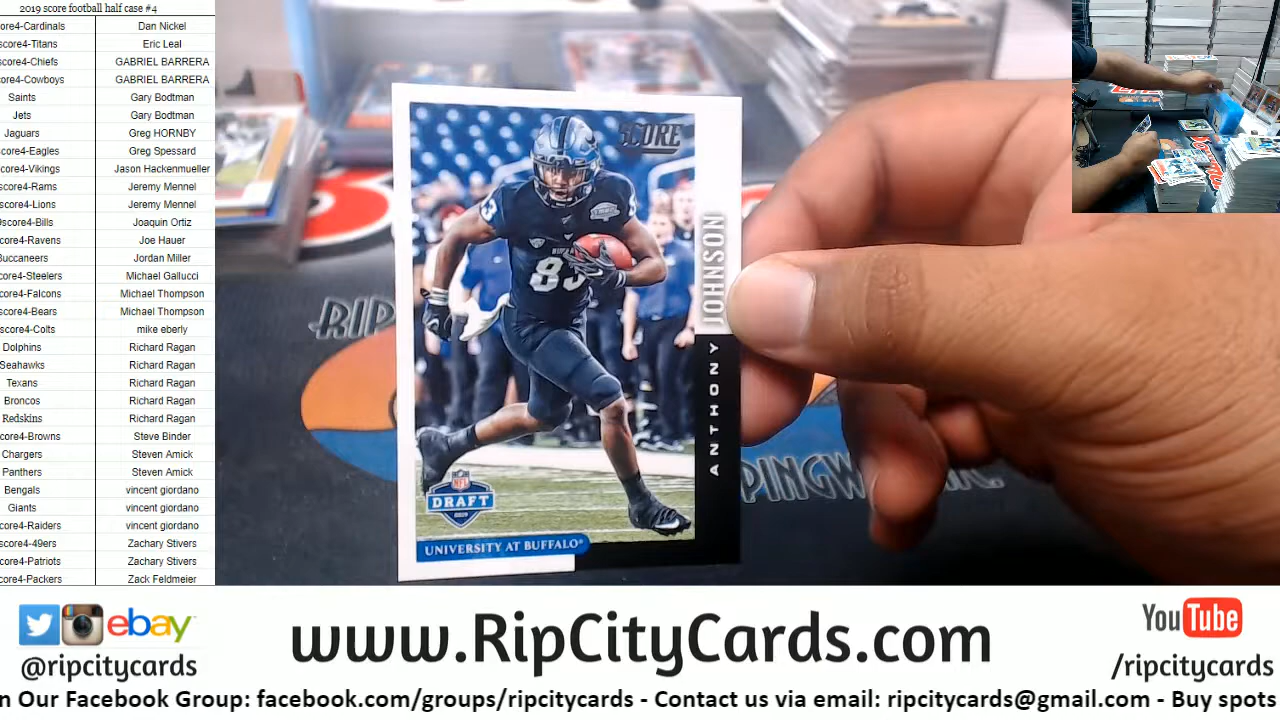 2019 score football half case #4
ore4-Cardinals Dan Nickel
score4-Titans Eric Leal
score4-Chiefs GABRIEL BARRERA
core4-Cowboys GABRIEL BARRERA
Saints Gary Bodtman
Jets Gary Bodtman
Jaguars Greg HORNBY
core4-Eagles Greg Spessard
core4-Vikings Jason Hackenmueller
score4-Rams Jeremy Mennel
score4-Lions Jeremy Mennel
9score4-Bills Joaquin Ortiz
core4-Ravens Joe Hauer
Buccaneers Jordan Miller
core4-Steelers Michael Gallucci
core4-Falcons Michael Thompson
score4-Bears Michael Thompson
score4-Colts mike eberly
Dolphins Richard Ragan
Seahawks Richard Ragan
Texans Richard Ragan
Broncos Richard Ragan
Redskins Richard Ragan
core4-Browns Steve Binder
Chargers Steven Amick
Panthers Steven Amick
Bengals vincent giordano
Giants vincent giordano
core4-Raiders vincent giordano
score4-49ers Zachary Stivers
core4-Patriots Zachary Stivers
core4-Packers Zack Feldmeier
SCORE
ANTHONY JOHNSON
83
NFL
DRAFT
UNIVERSITY AT BUFFALO®
RIP
PINGW
ebay
@ripcitycards
www.RipCityCards.com
YouTube
/ripcitycards
n Our Facebook Group: facebook.com/groups/ripcitycards - Contact us via email: ripcitycards@gmail.com - Buy spots